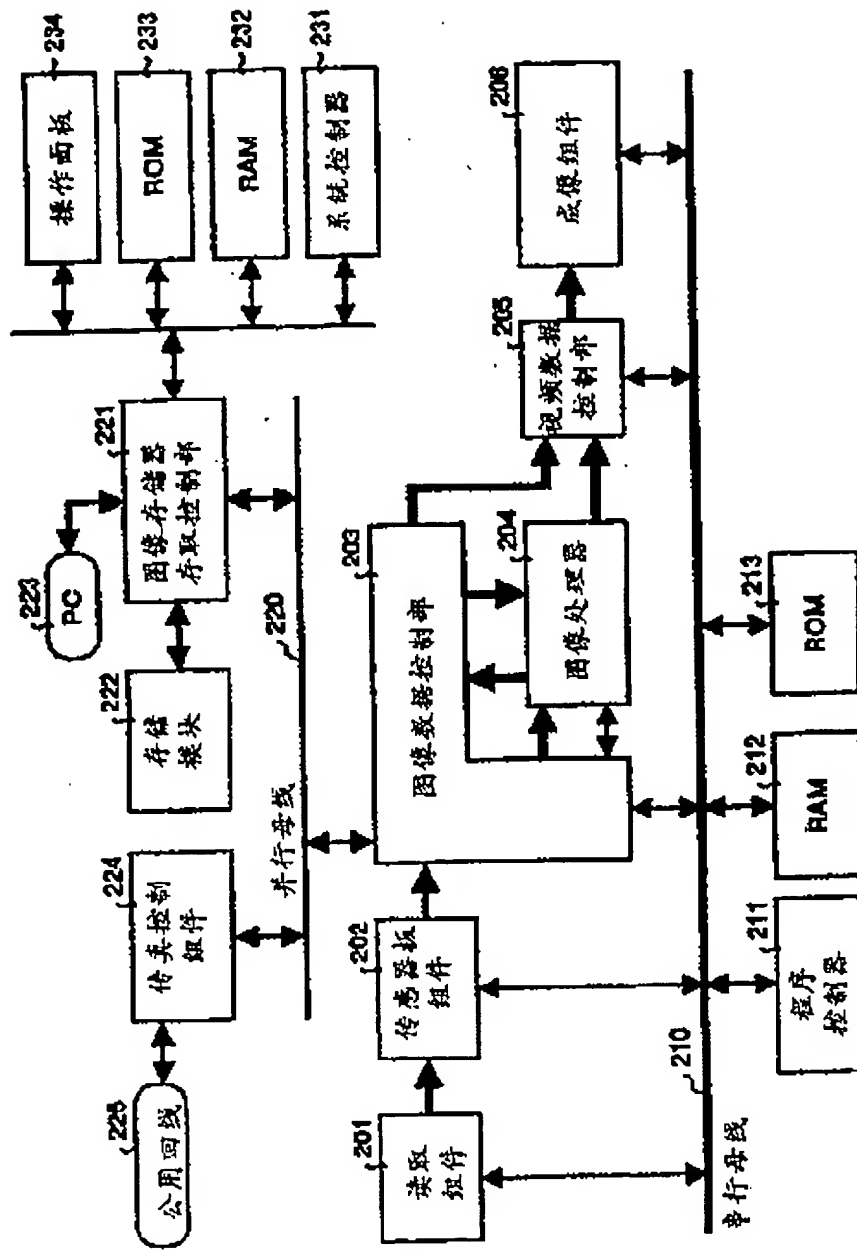 操作面板
234
ROM
233
RAM
232
系统控制器
231
223
PC
221
图像存储器
存取控制部
222
存储
模块
224
传真控制
组件
225
公用回线
并行母线
220
201
读取
组件
202
传感器板
组件
203
图像数据控制部
204
图像处理器
205
视频数据
控制部
206
成像组件
串行母线
210
211
程序
控制器
212
RAM
213
ROM